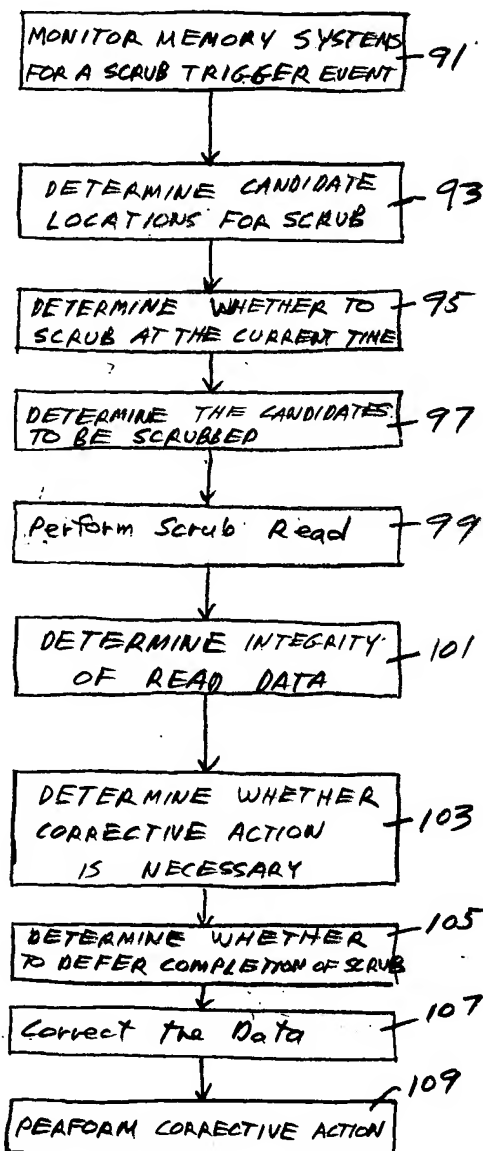 MONITOR MEMORY SYSTEMS
FOR A SCRUB TRIGGER EVENT
91
DETERMINE CANDIDATE
LOCATIONS FOR SCRUB
93
DETERMINE WHETHER TO
SCRUB AT THE CURRENT TIME
95
DETERMINE THE CANDIDATES
TO BE SCRUBBED
97
Perform Scrub Read
99
DETERMINE INTEGRITY
OF READ DATA
101
DETERMINE WHETHER
CORRECTIVE ACTION
IS NECESSARY
103
DETERMINE WHETHER
TO DEFER COMPLETION OF SCRUB
105
Correct the Data
107
PERFORM CORRECTIVE ACTION
109